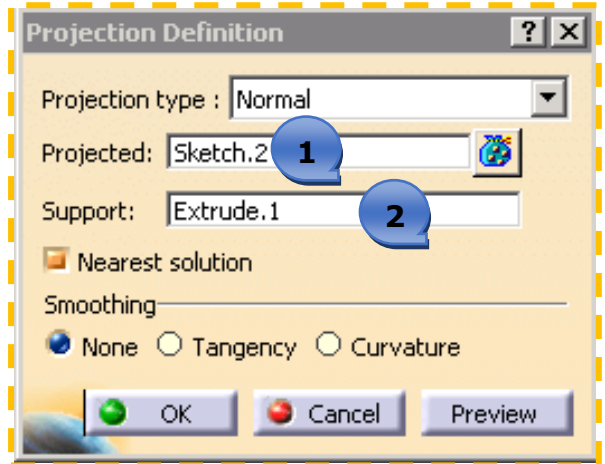 Projection Definition ? X
Projection type : Normal
Projected: Sketch.2 1
Support: Extrude.1 2
Nearest solution
Smoothing
None Tangency Curvature
OK Cancel Preview